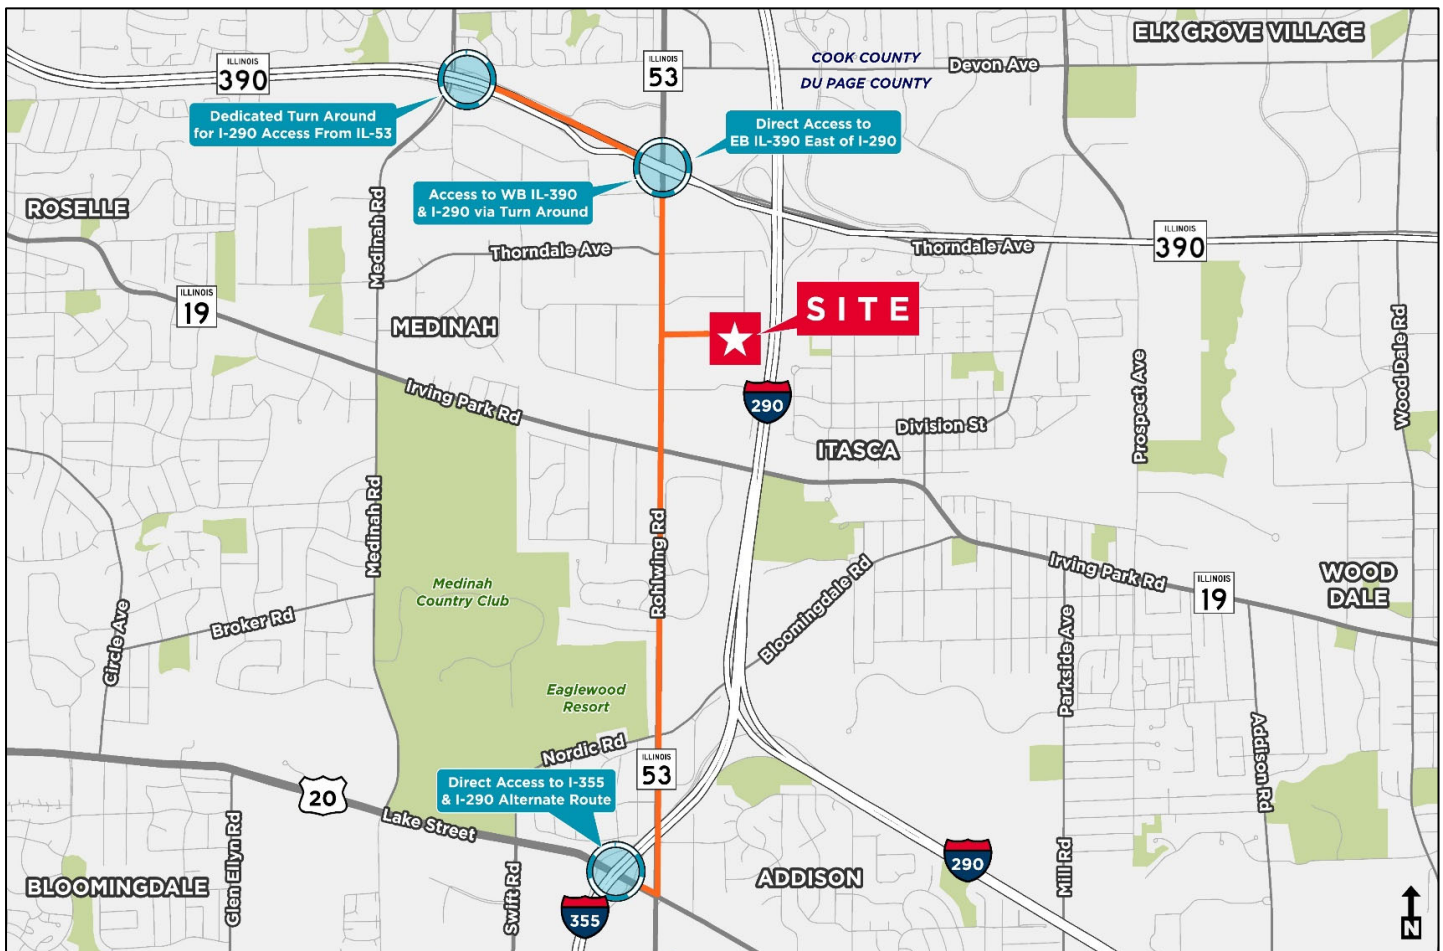 ELK GROVE VILLAGE
COOK COUNTY
DU PAGE COUNTY
Devon Ave
ILLINOIS
390
ILLINOIS
53
Dedicated Turn Around
for I-290 Access From IL-53
Direct Access to
EB IL-390 East of I-290
Access to WB IL-390
& I-290 via Turn Around
ROSELLE
Medinah Rd
Thorndale Ave
Thorndale Ave
ILLINOIS
390
ILLINOIS
19
MEDINAH
SITE
Wood Dale Rd
Irving Park Rd
290
Prospect Ave
Division St
ITASCA
Medinah Rd
Rohlwing Rd
Medinah
Country Club
Bloomingdale Rd
Irving Park Rd
ILLINOIS
19
WOOD
DALE
Circle Ave
Broker Rd
Parkside Ave
Eaglewood
Resort
Nordic Rd
Addison Rd
ILLINOIS
53
Direct Access to I-355
& I-290 Alternate Route
20
Lake Street
Glen Ellyn Rd
Swift Rd
Mill Rd
290
ADDISON
BLOOMINGDALE
355
N